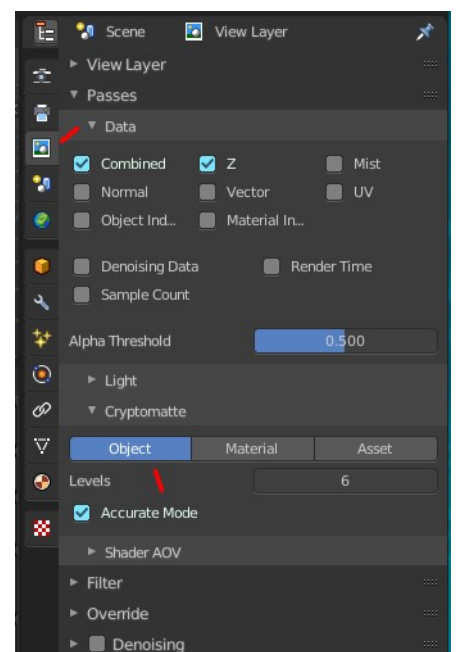 Scene View Layer
View Layer
Passes
Data
Combined Z Mist
Normal Vector UV
Object Ind... Material In...
Denoising Data Render Time
Sample Count
Alpha Threshold 0.500
Light
Cryptomatte
Object Material Asset
Levels 6
Accurate Mode
Shader AOV
Filter
Override
Denoising